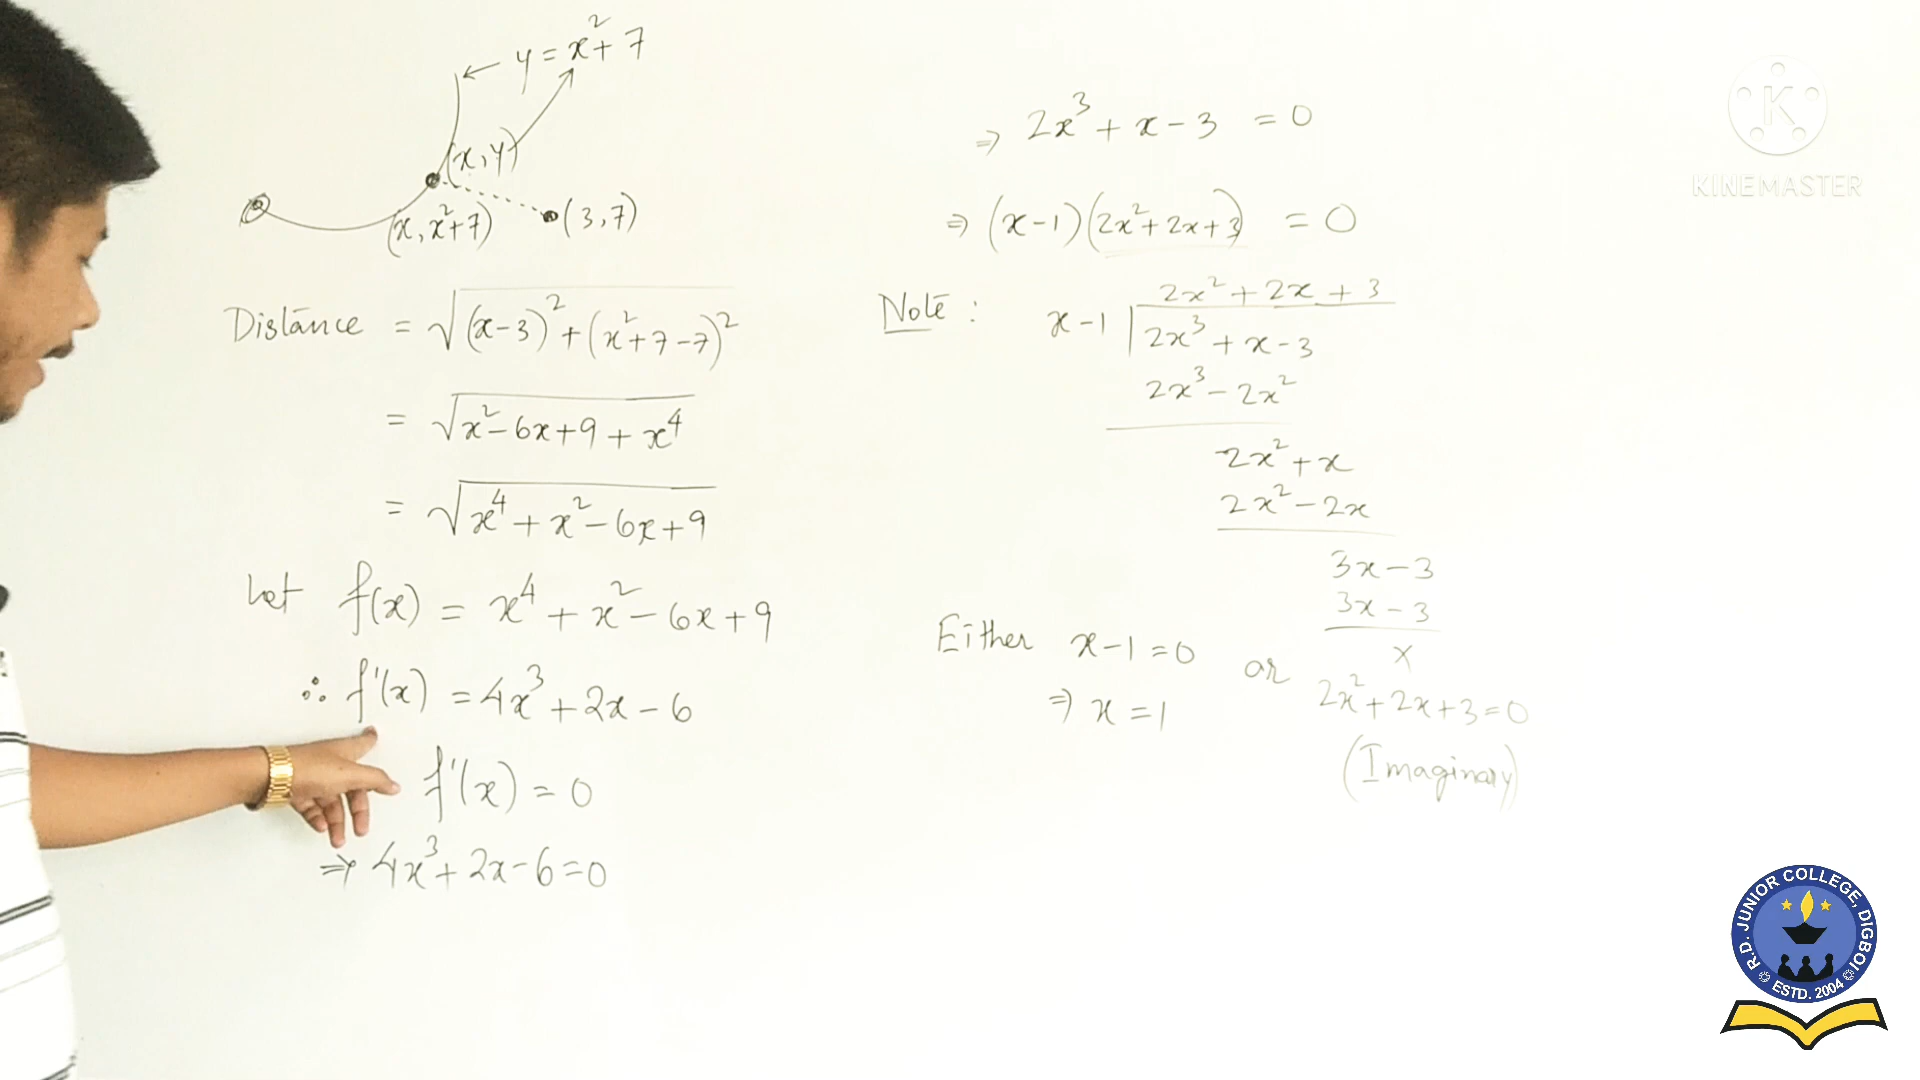 y = x² + 7
(x, y)
(x, x²+7)
(3, 7)
Distance = √(x-3)² + (x²+7-7)²
= √x²-6x+9+x⁴
= √x⁴+x²-6x+9
Let f(x) = x⁴ + x² - 6x + 9
∴ f'(x) = 4x³ + 2x - 6
f'(x) = 0
⇒ 4x³ + 2x - 6 = 0
⇒ 2x³ + x - 3 = 0
⇒ (x-1)(2x²+2x+3) = 0
Note :
2x² + 2x + 3
x-1 | 2x³ + x - 3
2x³ - 2x²
2x² + x
2x² - 2x
3x - 3
3x - 3
x
Either x-1 = 0 or 2x²+2x+3=0
⇒ x = 1
(Imaginary)
KINEMASTER
R.D. JUNIOR COLLEGE, DIGBOI
ESTD. 2004